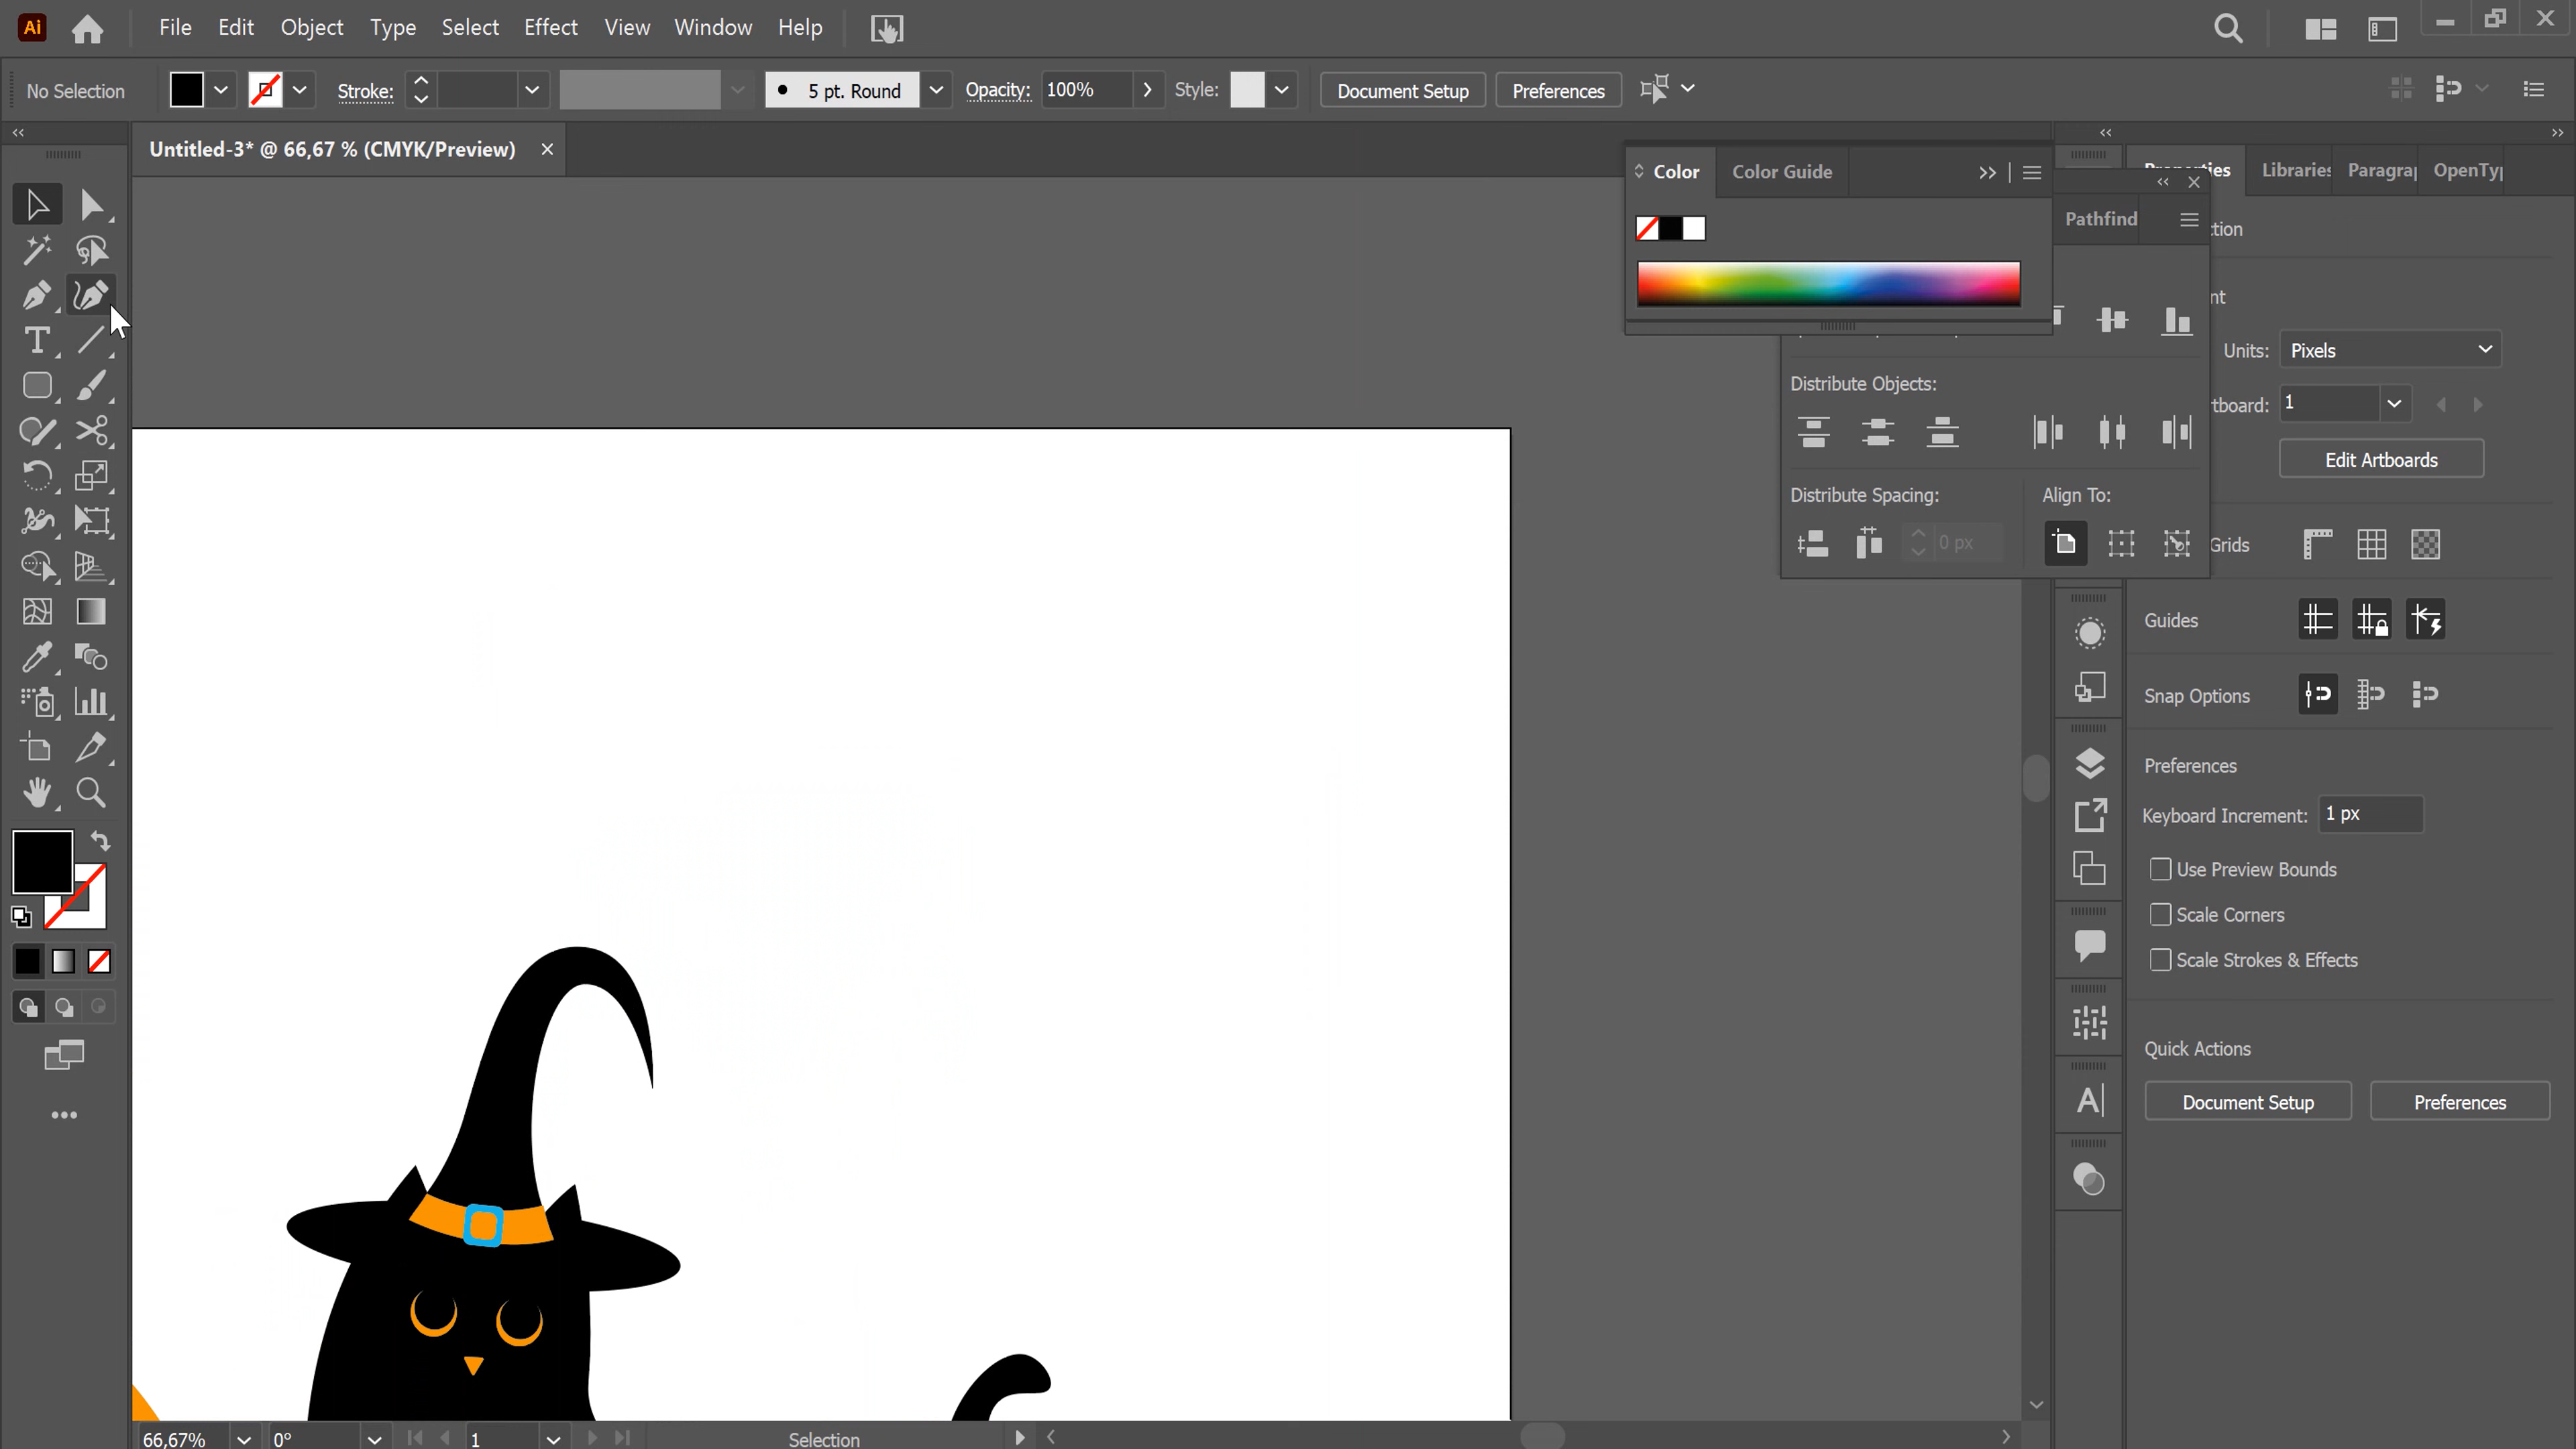 Ai File Edit Object Type Select Effect View Window Help
No Selection Stroke: 5 pt. Round Opacity: 100% Style: Document Setup Preferences
Untitled-3* @ 66,67 % (CMYK/Preview)
Color Color Guide
Properties Libraries Paragra OpenTy
Pathfind
Units: Pixels
Distribute Objects:
1
Edit Artboards
Distribute Spacing: Align To:
0 px
Grids
Guides
Snap Options
Preferences
Keyboard Increment: 1 px
Use Preview Bounds
Scale Corners
Scale Strokes & Effects
Quick Actions
Document Setup Preferences
66,67% 0° 1 Selection